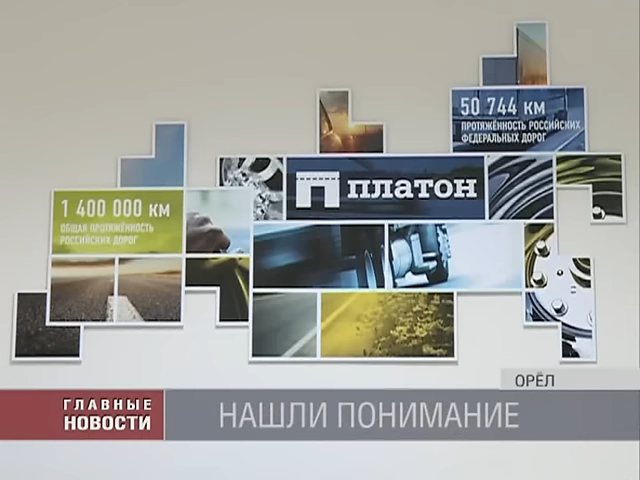 50 744 км
ПРОТЯЖЁННОСТЬ РОССИЙСКИХ
ФЕДЕРАЛЬНЫХ ДОРОГ
платон
1 400 000 км
ОБЩАЯ ПРОТЯЖЁННОСТЬ
РОССИЙСКИХ ДОРОГ
ОРЁЛ
ГЛАВНЫЕ
НОВОСТИ
НАШЛИ ПОНИМАНИЕ